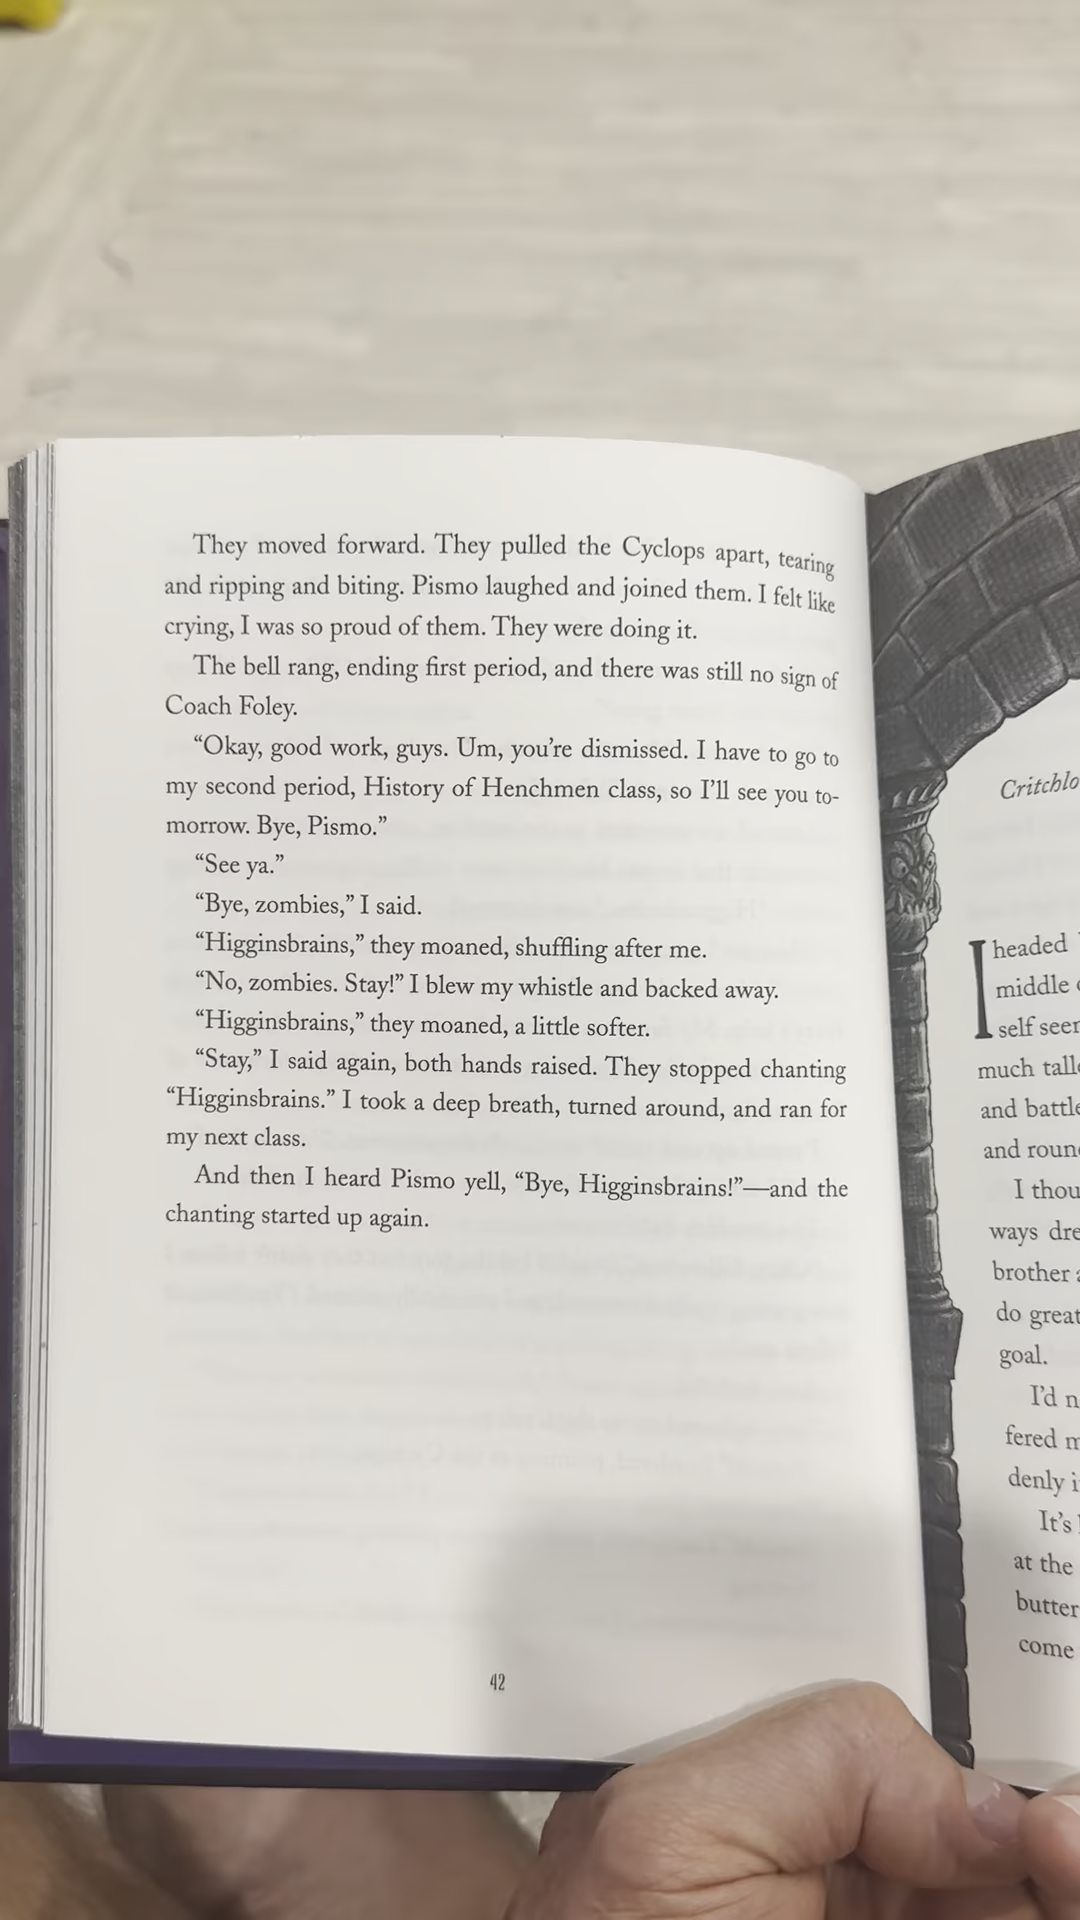 They moved forward. They pulled the Cyclops apart, tearing
and ripping and biting. Pismo laughed and joined them. I felt like
crying, I was so proud of them. They were doing it.
The bell rang, ending first period, and there was still no sign of
Coach Foley.
“Okay, good work, guys. Um, you’re dismissed. I have to go to
my second period, History of Henchmen class, so I’ll see you to-
morrow. Bye, Pismo.”
“See ya.”
“Bye, zombies,” I said.
“Higginsbrains,” they moaned, shuffling after me.
“No, zombies. Stay!” I blew my whistle and backed away.
“Higginsbrains,” they moaned, a little softer.
“Stay,” I said again, both hands raised. They stopped chanting
“Higginsbrains.” I took a deep breath, turned around, and ran for
my next class.
And then I heard Pismo yell, “Bye, Higginsbrains!”—and the
chanting started up again.
42
Critchlo
I headed
middle
self seer
much talle
and battle
and roun
I thou
ways dre
brother
do great
goal.
I’d n
fered m
denly i
It’s
at the
butter
come